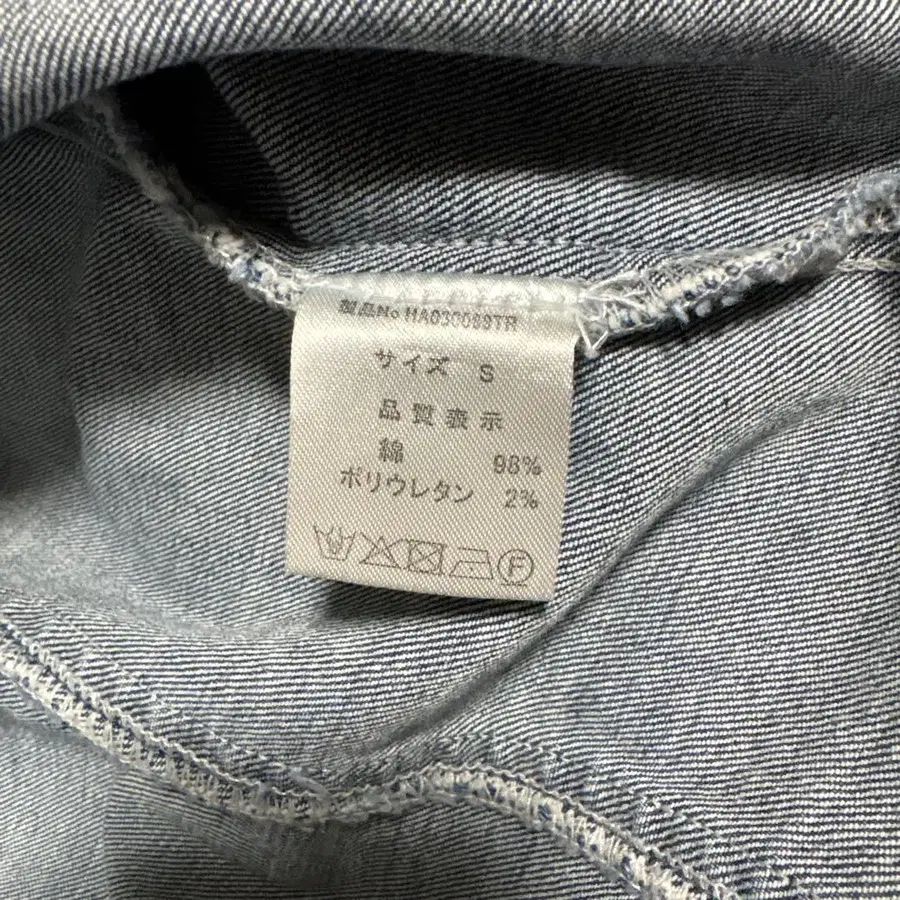 製品No HA030089TR
サイズ S
品質表示
綿 98%
ポリウレタン 2%
F